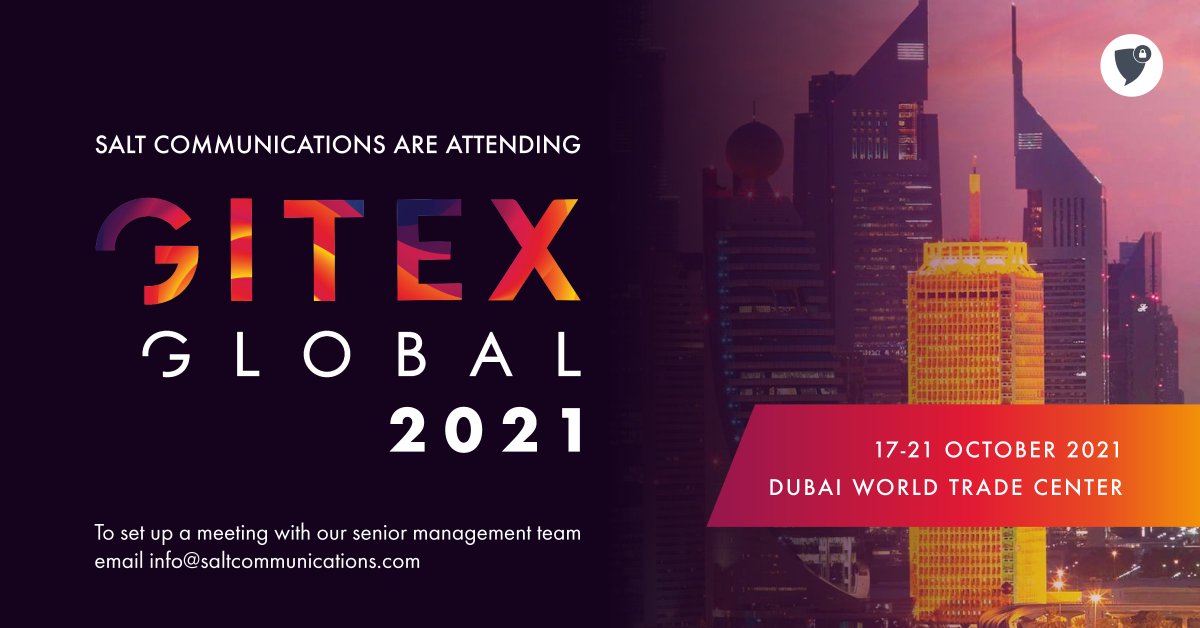 SALT COMMUNICATIONS ARE ATTENDING
GITEX
GLOBAL
2021
17-21 OCTOBER 2021
DUBAI WORLD TRADE CENTER
To set up a meeting with our senior management team
email info@saltcommunications.com